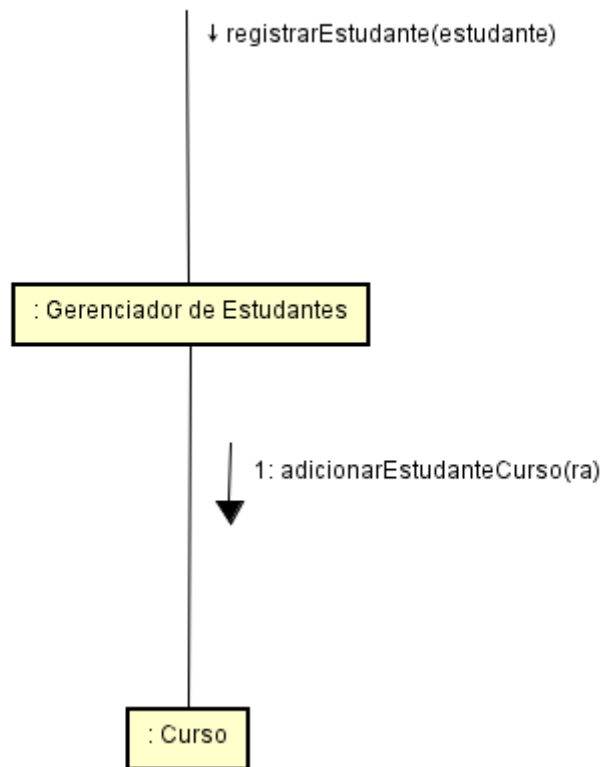 ↓ registrarEstudante(estudante)
: Gerenciador de Estudantes
1: adicionarEstudanteCurso(ra)
: Curso